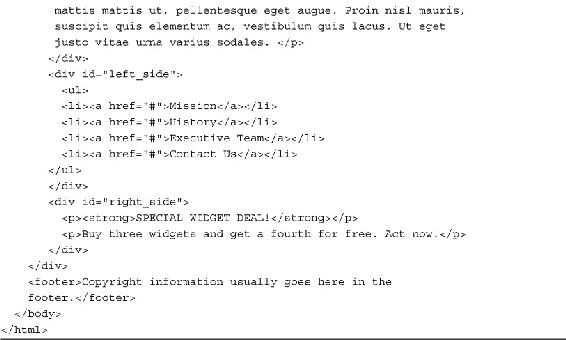 mattis mattis ut, pellentesque eget augue. Proin nisl mauris,
suscipit quis elementum ac, vestibulum quis lacus. Ut eget
justo vitae urna varius sodales. </p>
</div>
<div id="left_side">
<ul>
<li><a href="#">Mission</a></li>
<li><a href="#">History</a></li>
<li><a href="#">Executive Team</a></li>
<li><a href="#">Contact Us</a></li>
</ul>
</div>
<div id="right_side">
<p><strong>SPECIAL WIDGET DEAL!</strong></p>
<p>Buy three widgets and get a fourth for free. Act now.</p>
</div>
</div>
<footer>Copyright information usually goes here in the
footer.</footer>
</body>
</html>